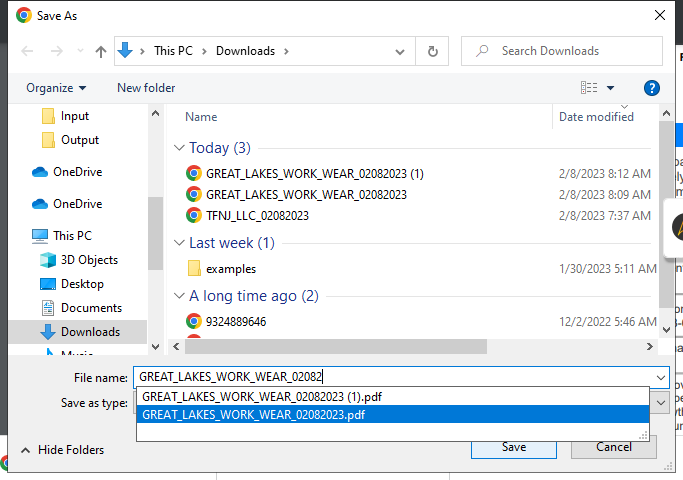 Save As
This PC > Downloads >
Search Downloads
Organize
New folder
Input
Output
OneDrive
OneDrive
This PC
3D Objects
Desktop
Documents
Downloads
Music
Name
Date modified
Today (3)
GREAT_LAKES_WORK_WEAR_02082023 (1) 2/8/2023 8:12 AM
GREAT_LAKES_WORK_WEAR_02082023 2/8/2023 8:09 AM
TFNJ_LLC_02082023 2/8/2023 7:37 AM
Last week (1)
examples 1/30/2023 5:11 AM
A long time ago (2)
9324889646 12/2/2022 5:46 AM
File name: GREAT_LAKES_WORK_WEAR_02082
Save as type:
GREAT_LAKES_WORK_WEAR_02082023 (1).pdf
GREAT_LAKES_WORK_WEAR_02082023.pdf
Hide Folders
Save
Cancel